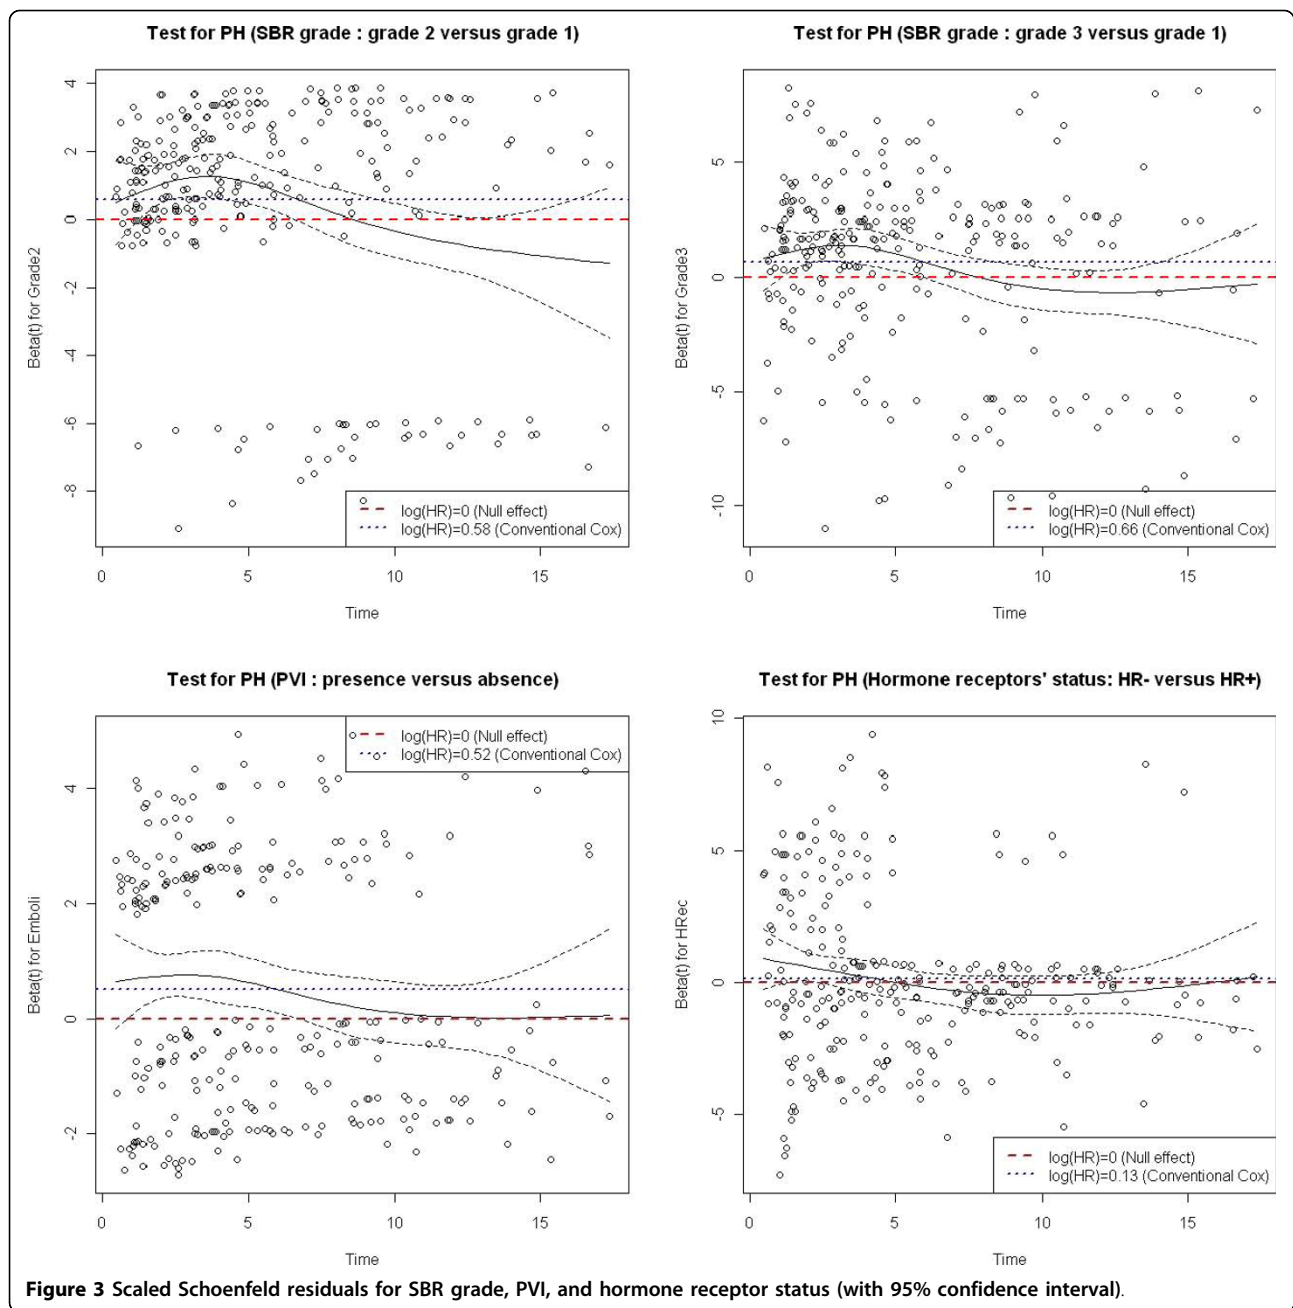 Test for PH (SBR grade : grade 2 versus grade 1)
Beta(t) for Grade2
4
2
0
-2
-4
-6
-8
log(HR)=0 (Null effect)
log(HR)=0.58 (Conventional Cox)
0 5 10 15
Time
Test for PH (SBR grade : grade 3 versus grade 1)
Beta(t) for Grade3
5
0
-5
-10
log(HR)=0 (Null effect)
log(HR)=0.66 (Conventional Cox)
0 5 10 15
Time
Test for PH (PVI : presence versus absence)
Beta(t) for Emboli
4
2
0
-2
log(HR)=0 (Null effect)
log(HR)=0.52 (Conventional Cox)
0 5 10 15
Time
Test for PH (Hormone receptors' status: HR- versus HR+)
Beta(t) for HRec
10
5
0
-5
log(HR)=0 (Null effect)
log(HR)=0.13 (Conventional Cox)
0 5 10 15
Time
Figure 3 Scaled Schoenfeld residuals for SBR grade, PVI, and hormone receptor status (with 95% confidence interval).